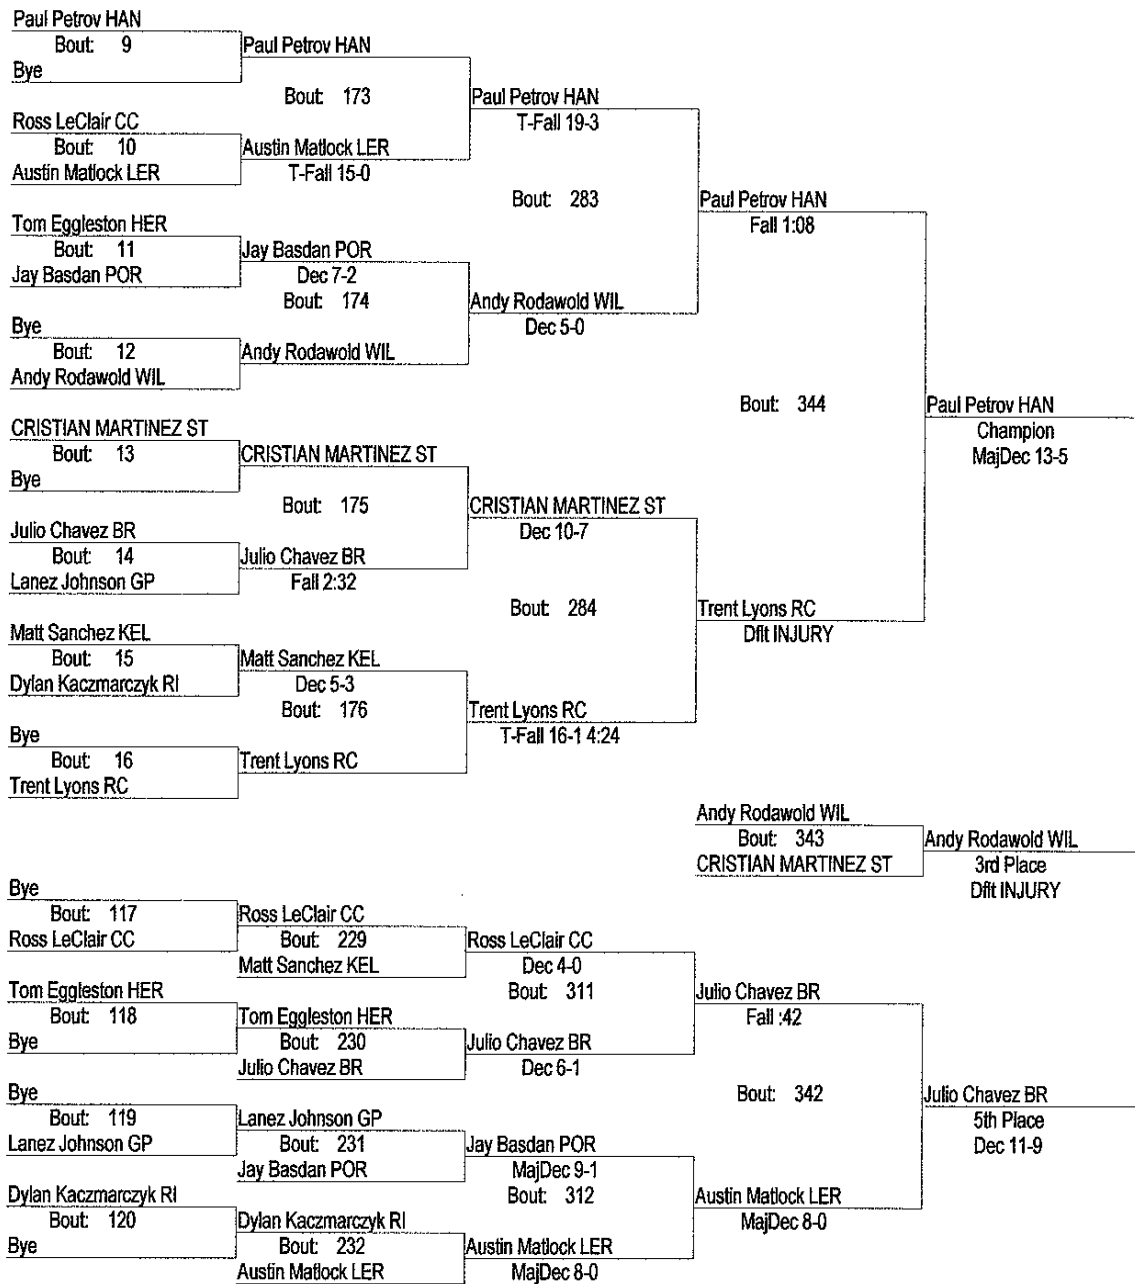 Paul Petrov HAN
Bout: 9
Bye
Paul Petrov HAN
Bout: 173
Ross LeClair CC
Bout: 10
Austin Matlock LER
Austin Matlock LER
T-Fall 15-0
Paul Petrov HAN
T-Fall 19-3
Bout: 283
Tom Eggleston HER
Bout: 11
Jay Basdan POR
Jay Basdan POR
Dec 7-2
Bout: 174
Bye
Bout: 12
Andy Rodawold WIL
Andy Rodawold WIL
Andy Rodawold WIL
Dec 5-0
Paul Petrov HAN
Fall 1:08
Bout: 344
CRISTIAN MARTINEZ ST
Bout: 13
Bye
CRISTIAN MARTINEZ ST
Bout: 175
Julio Chavez BR
Bout: 14
Lanez Johnson GP
Julio Chavez BR
Fall 2:32
CRISTIAN MARTINEZ ST
Dec 10-7
Bout: 284
Matt Sanchez KEL
Bout: 15
Dylan Kaczmarczyk RI
Matt Sanchez KEL
Dec 5-3
Bout: 176
Bye
Bout: 16
Trent Lyons RC
Trent Lyons RC
Trent Lyons RC
T-Fall 16-1 4:24
Trent Lyons RC
Dflt INJURY
Paul Petrov HAN
Champion
MajDec 13-5
Andy Rodawold WIL
Bout: 343
CRISTIAN MARTINEZ ST
Andy Rodawold WIL
3rd Place
Dflt INJURY
Bye
Bout: 117
Ross LeClair CC
Ross LeClair CC
Bout: 229
Matt Sanchez KEL
Ross LeClair CC
Dec 4-0
Bout: 311
Tom Eggleston HER
Bout: 118
Bye
Tom Eggleston HER
Bout: 230
Julio Chavez BR
Julio Chavez BR
Dec 6-1
Julio Chavez BR
Fall :42
Bout: 342
Bye
Bout: 119
Lanez Johnson GP
Lanez Johnson GP
Bout: 231
Jay Basdan POR
Jay Basdan POR
MajDec 9-1
Bout: 312
Dylan Kaczmarczyk RI
Bout: 120
Bye
Dylan Kaczmarczyk RI
Bout: 232
Austin Matlock LER
Austin Matlock LER
MajDec 8-0
Austin Matlock LER
MajDec 8-0
Julio Chavez BR
5th Place
Dec 11-9